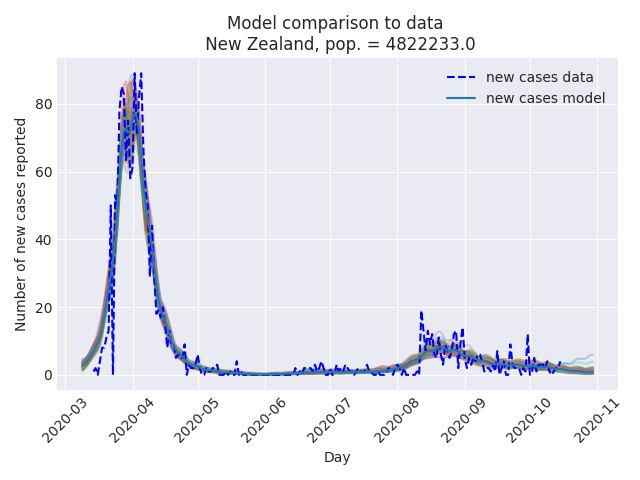 Model comparison to data
New Zealand, pop. = 4822233.0
new cases data
new cases model
Number of new cases reported
80
60
40
20
0
2020-03
2020-04
2020-05
2020-06
2020-07
2020-08
2020-09
2020-10
2020-11
Day